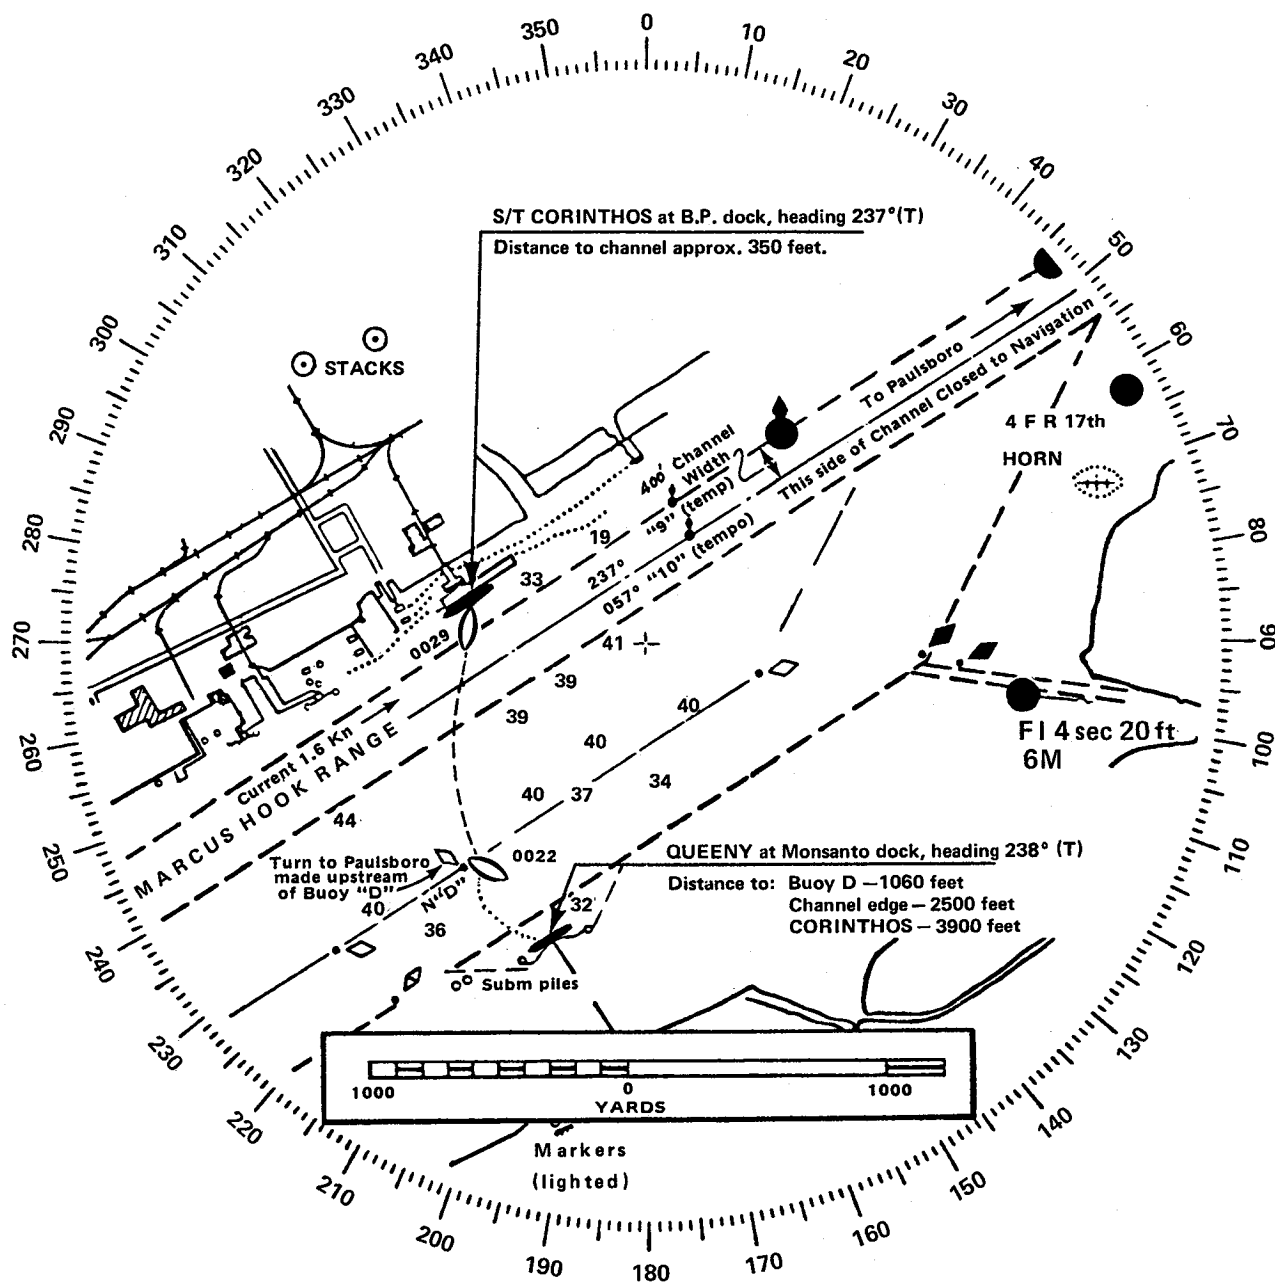 0
10
20
30
40
50
60
70
80
90
100
110
120
130
140
150
160
170
180
190
200
210
220
230
240
250
260
270
280
290
300
310
320
330
340
350
S/T CORINTHOS at B.P. dock, heading 237°(T)
Distance to channel approx. 350 feet.
STACKS
To Paulsboro
This side of Channel Closed to Navigation
4 F R 17th
HORN
400' Channel
Width
"9" (temp)
"10" (tempo)
237°
057°
19
33
0029
41
39
39
40
40
34
40
37
44
Fl 4 sec 20 ft
6M
Current 1.6 Kn
MARCUS HOOK RANGE
Turn to Paulsboro
made upstream
of Buoy "D"
N"D"
0022
40
36
32
QUEENY at Monsanto dock, heading 238° (T)
Distance to: Buoy D – 1060 feet
Channel edge – 2500 feet
CORINTHOS – 3900 feet
Subm piles
1000
0
1000
YARDS
Markers
(lighted)